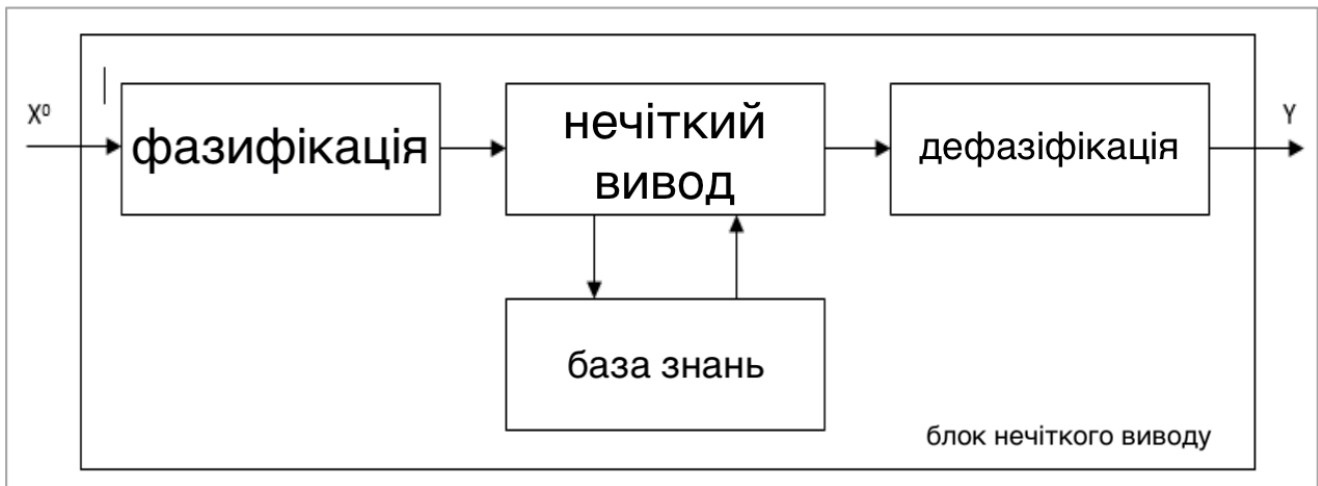 X⁰
фазифікація
нечіткий
вивод
дефазіфікація
Y
база знань
блок нечіткого виводу